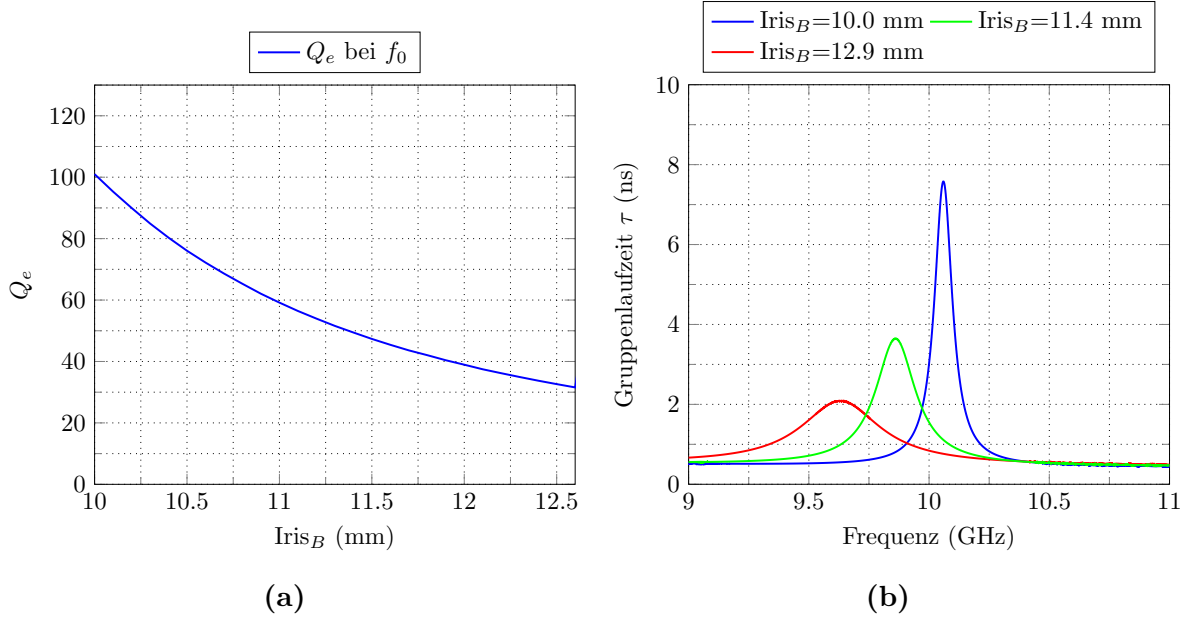 Q_e bei f_0
120
100
80
60
40
20
0
Q_e
10
10.5
11
11.5
12
12.5
Iris_B (mm)
(a)
Iris_B=10.0 mm
Iris_B=11.4 mm
Iris_B=12.9 mm
10
8
6
4
2
0
Gruppenlaufzeit τ (ns)
9
9.5
10
10.5
11
Frequenz (GHz)
(b)